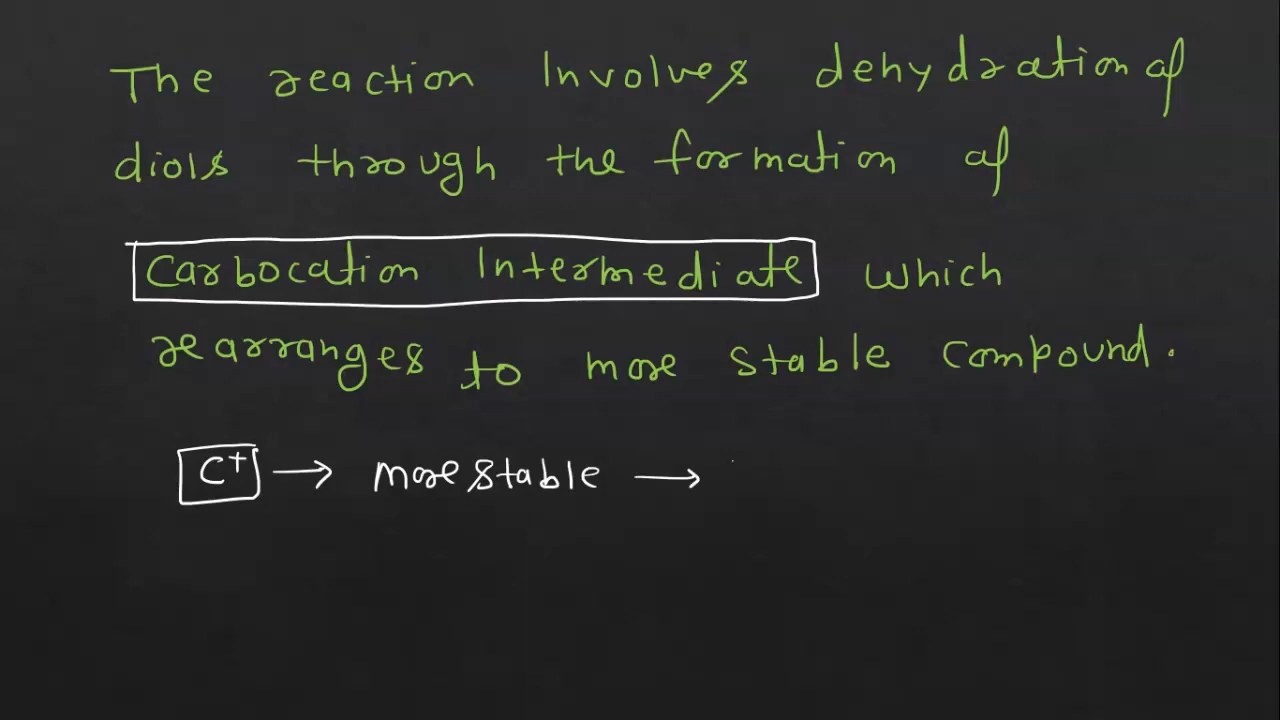 The reaction Involves dehydration of
diols through the formation of
Carbocation Intermediate which
rearranges to more stable compound.
C+ → more stable →